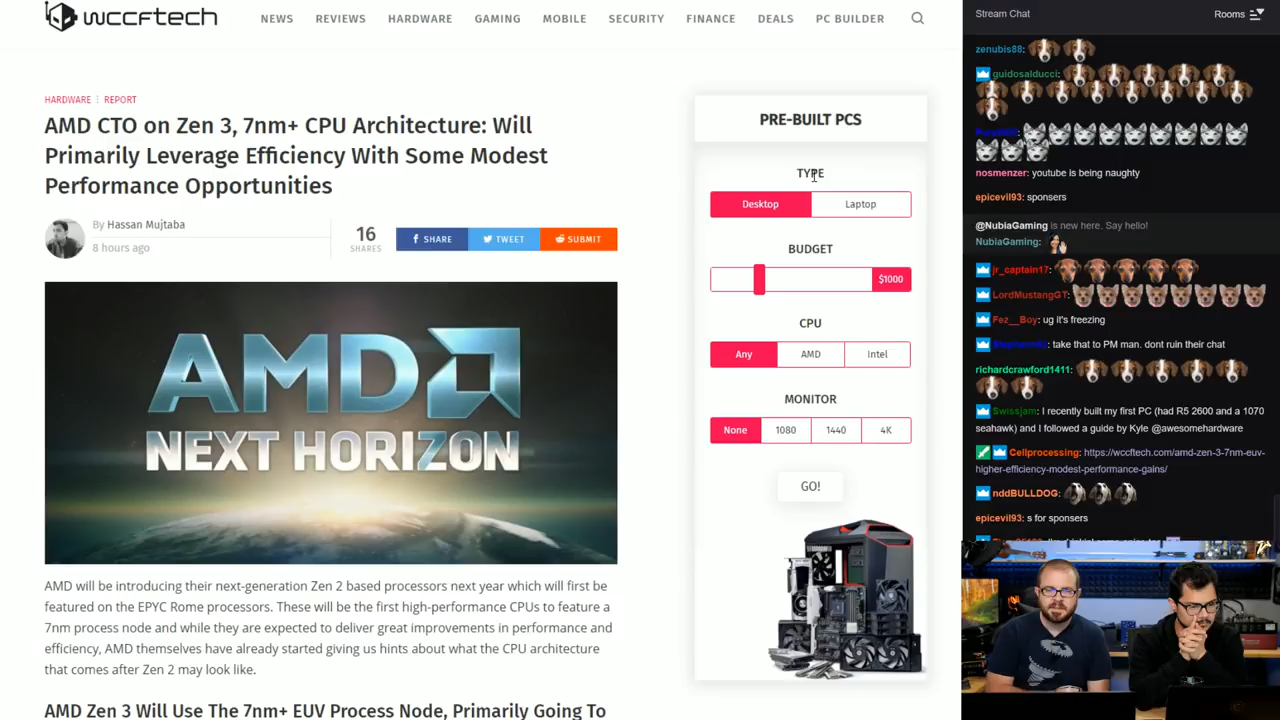 wccftech
NEWS REVIEWS HARDWARE GAMING MOBILE SECURITY FINANCE DEALS PC BUILDER
HARDWARE REPORT
AMD CTO on Zen 3, 7nm+ CPU Architecture: Will
Primarily Leverage Efficiency With Some Modest
Performance Opportunities
By Hassan Mujtaba
8 hours ago
16
SHARES
SHARE
TWEET
SUBMIT
AMD
NEXT HORIZON
AMD will be introducing their next-generation Zen 2 based processors next year which will first be
featured on the EPYC Rome processors. These will be the first high-performance CPUs to feature a
7nm process node and while they are expected to deliver great improvements in performance and
efficiency, AMD themselves have already started giving us hints about what the CPU architecture
that comes after Zen 2 may look like.
AMD Zen 3 Will Use The 7nm+ EUV Process Node, Primarily Going To
PRE-BUILT PCS
TYPE
Desktop Laptop
BUDGET
$1000
CPU
Any AMD Intel
MONITOR
None 1080 1440 4K
GO!
Stream Chat
Rooms
zenubis88:
guidosalducci:
nosmenzer: youtube is being naughty
epicevil93: sponsers
@NubiaGaming is new here. Say hello!
NubiaGaming:
jr_captain17:
LordMustangGT:
Fez__Boy: ug it's freezing
take that to PM man. dont ruin their chat
richardcrawford1411:
Swissjam: I recently built my first PC (had R5 2600 and a 1070
seahawk) and I followed a guide by Kyle @awesomehardware
Cellprocessing: https://wccftech.com/amd-zen-3-7nm-euv-
higher-efficiency-modest-performance-gains/
nddBULLDOG:
epicevil93: s for sponsers